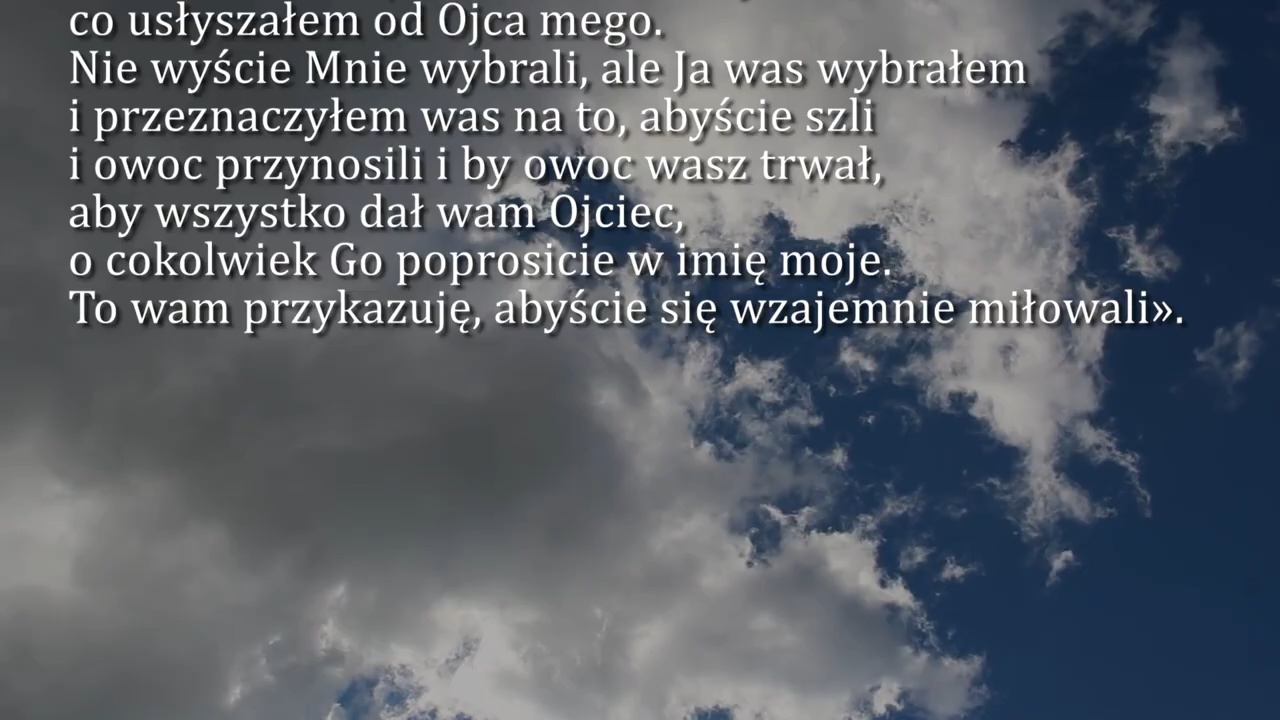 co usłyszałem od Ojca mego.
Nie wyście Mnie wybrali, ale Ja was wybrałem
i przeznaczyłem was na to, abyście szli
i owoc przynosili i by owoc wasz trwał,
aby wszystko dał wam Ojciec,
o cokolwiek Go poprosicie w imię moje.
To wam przykazuję, abyście się wzajemnie miłowali».